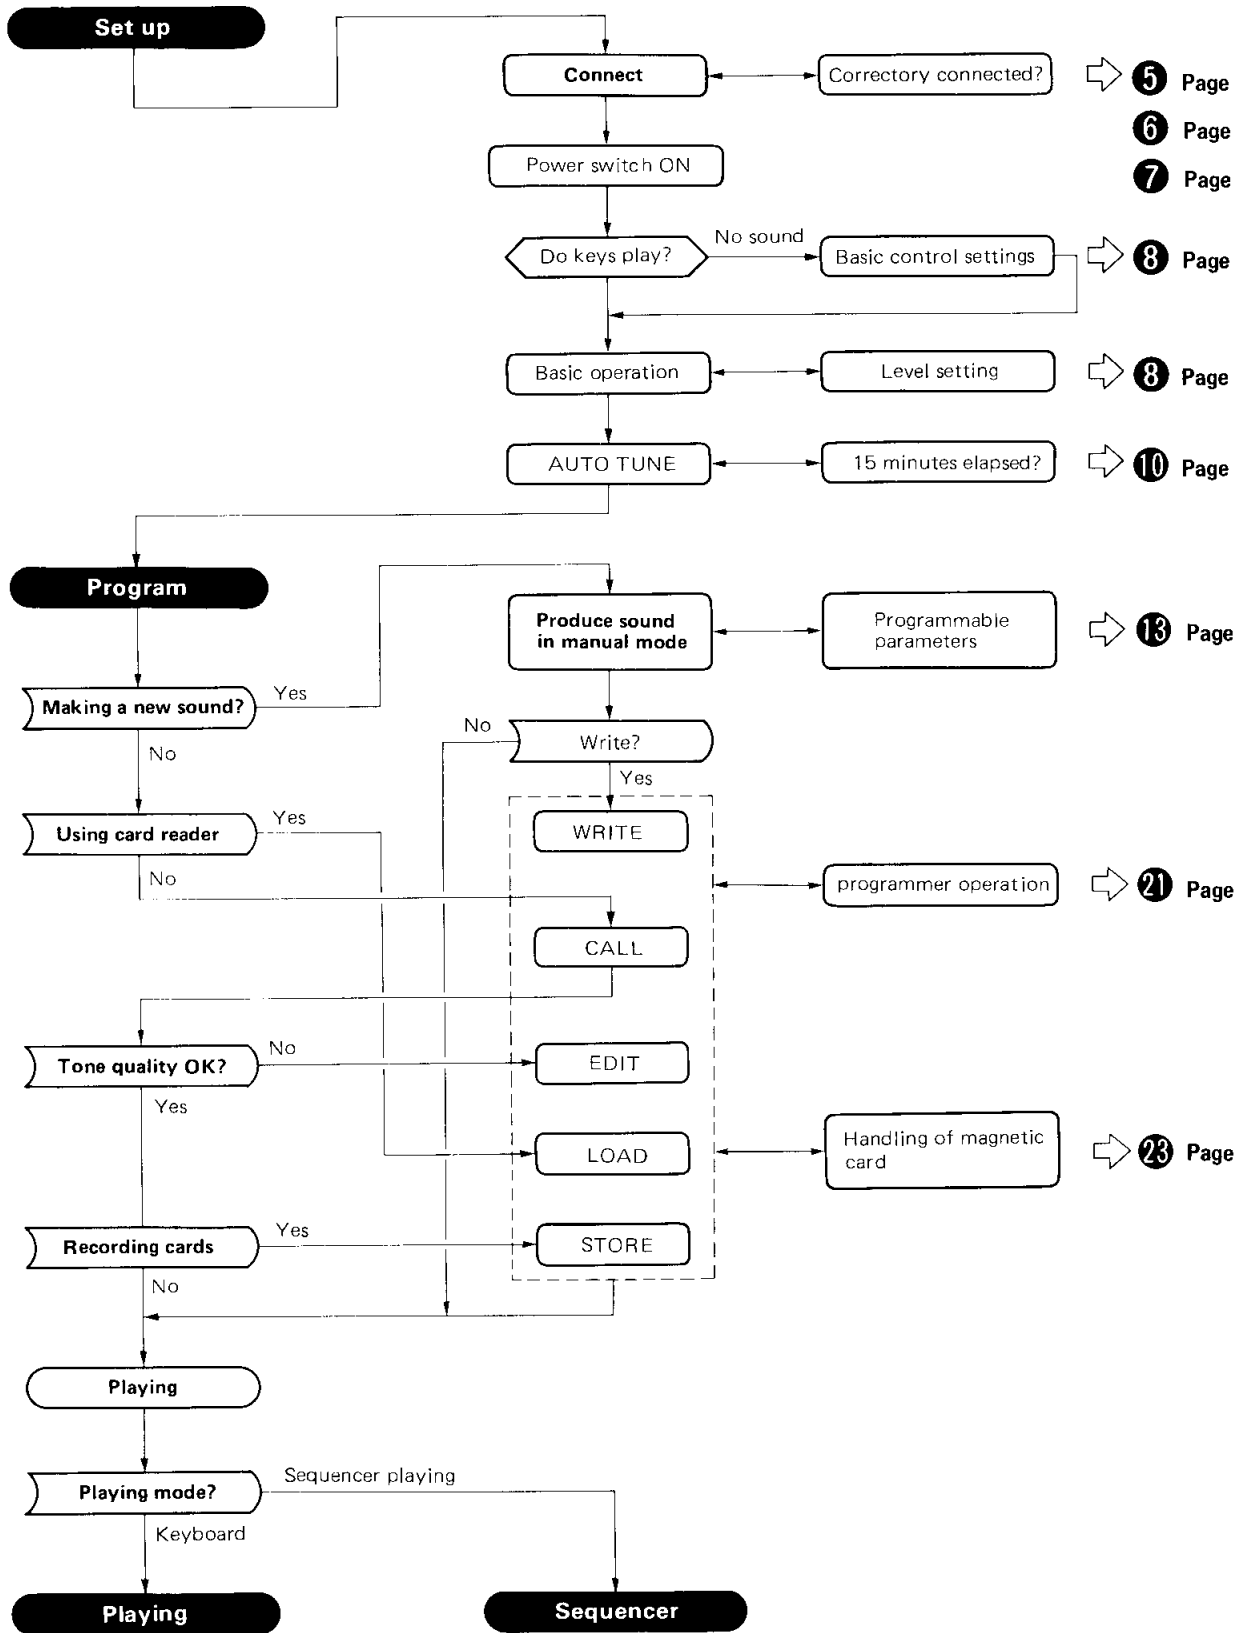 Set up
Connect
Correctory connected?
5 Page
6 Page
Power switch ON
7 Page
No sound
Do keys play?
Basic control settings
8 Page
Basic operation
Level setting
8 Page
AUTO TUNE
15 minutes elapsed?
10 Page
Program
Produce sound
in manual mode
Programmable
parameters
13 Page
Making a new sound?
Yes
No
No
Write?
Yes
Using card reader
Yes
No
WRITE
programmer operation
21 Page
CALL
Tone quality OK?
No
Yes
EDIT
LOAD
Handling of magnetic
card
23 Page
Recording cards
Yes
No
STORE
Playing
Playing mode?
Sequencer playing
Keyboard
Playing
Sequencer